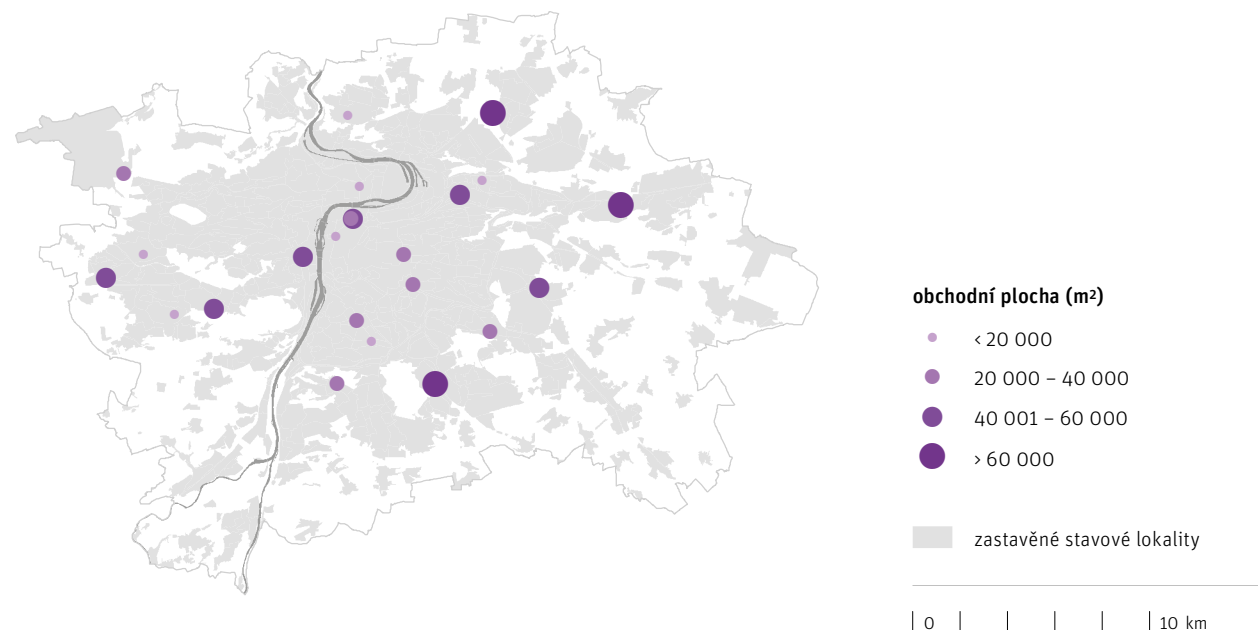 obchodní plocha (m²)
< 20 000
20 000 – 40 000
40 001 – 60 000
> 60 000
zastavěné stavové lokality
0 10 km